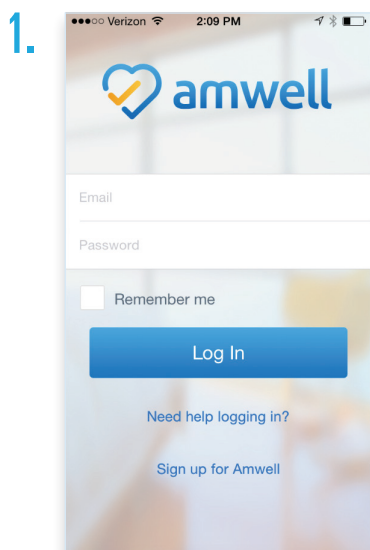 1.
Verizon 2:09 PM
amwell
Email
Password
Remember me
Log In
Need help logging in?
Sign up for Amwell